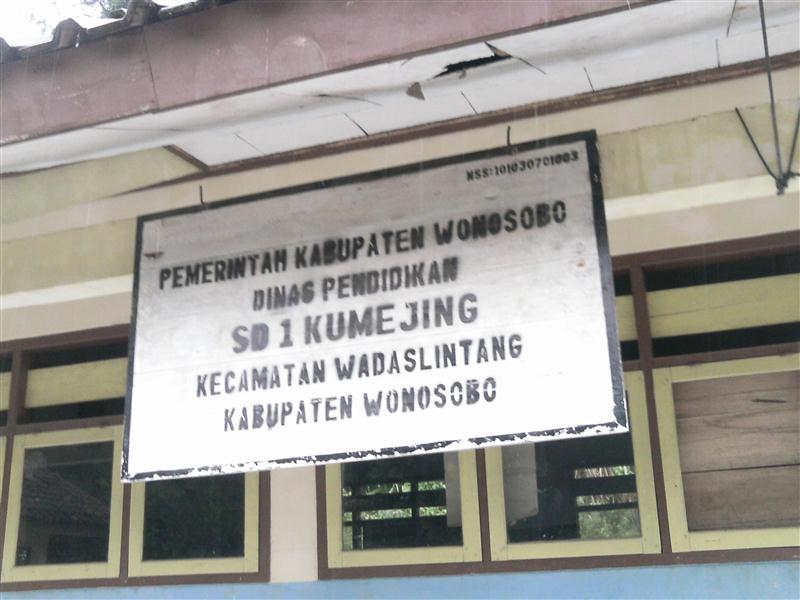 NSS:101030701003
PEMERINTAH KABUPATEN WONOSOBO
DINAS PENDIDIKAN
SD 1 KUMEJING
KECAMATAN WADASLINTANG
KABUPATEN WONOSOBO